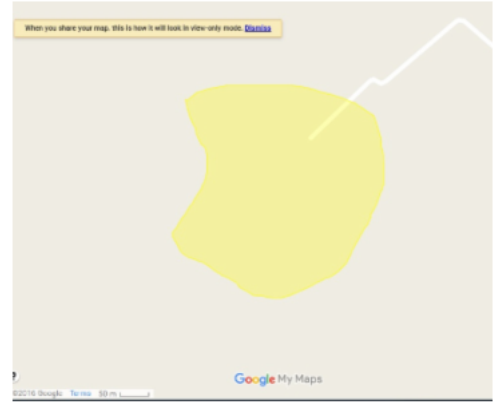 When you share your map, this is how it will look in view-only mode. Dismiss
Google My Maps
©2016 Google Terms 50 m